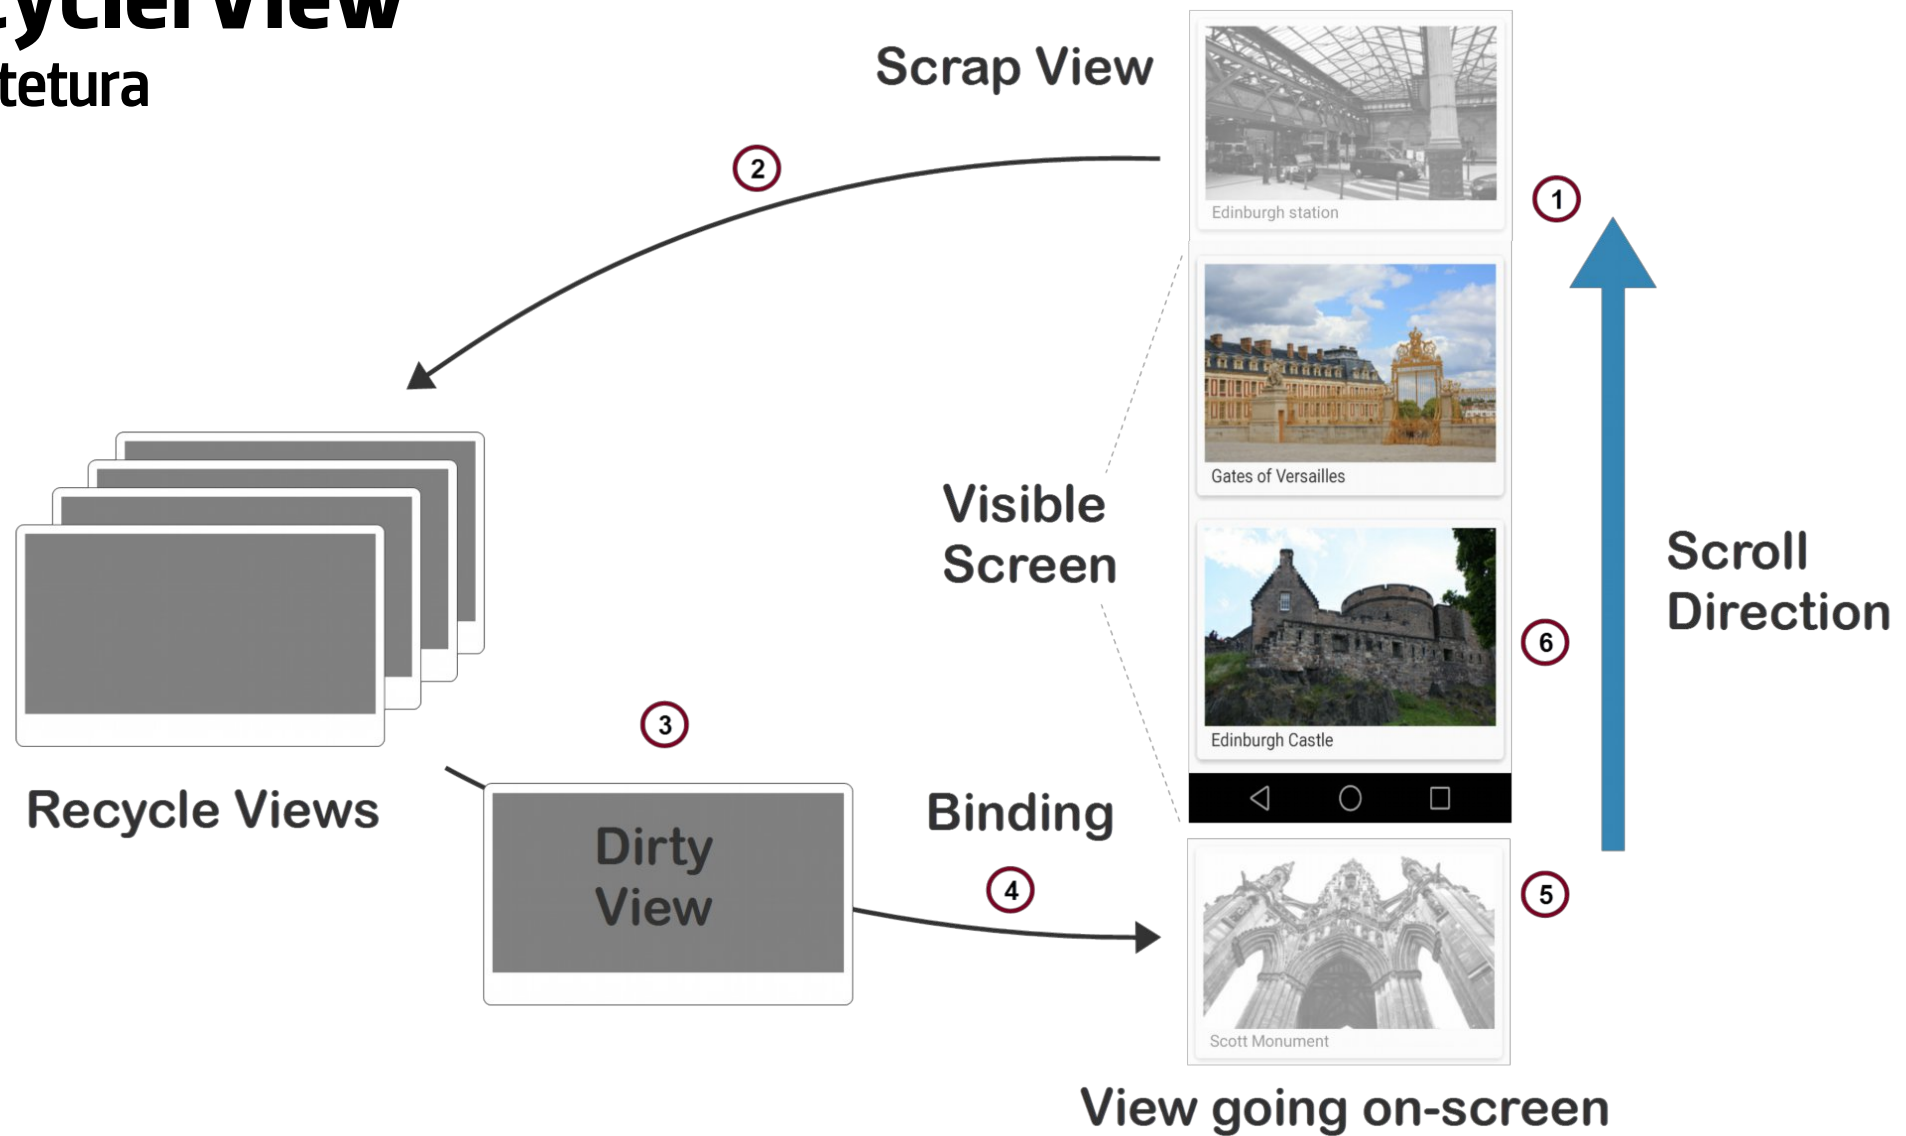 cyclerView
tetura
Scrap View
2
1
Edinburgh station
Gates of Versailles
Visible
Screen
Scroll
Direction
6
Edinburgh Castle
3
Recycle Views
Dirty
View
Binding
4
5
Scott Monument
View going on-screen